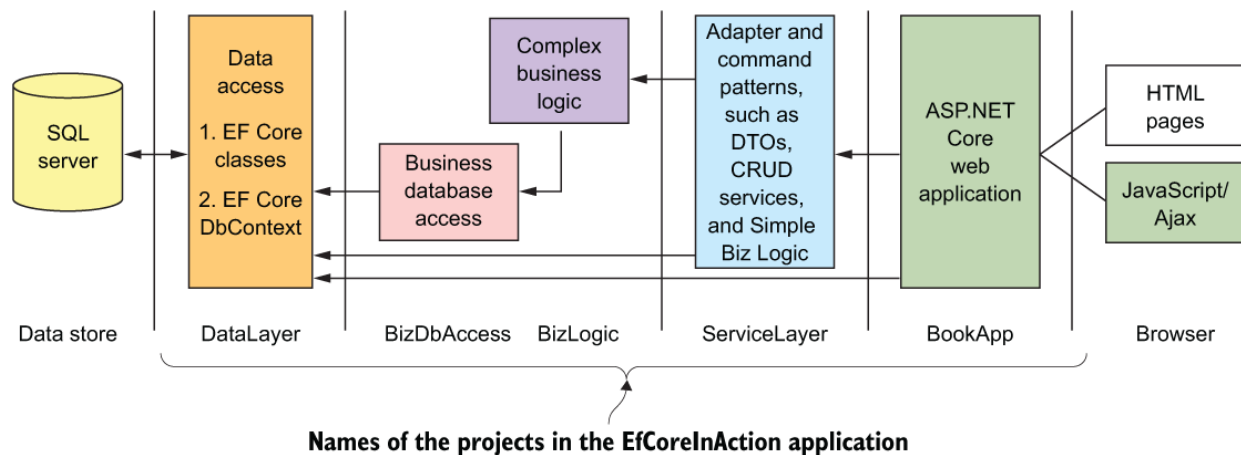 SQL
server
Data
access
1. EF Core
classes
2. EF Core
DbContext
Business
database
access
Complex
business
logic
Adapter and
command
patterns,
such as
DTOs,
CRUD
services,
and Simple
Biz Logic
ASP.NET
Core
web
application
HTML
pages
JavaScript/
Ajax
Data store
DataLayer
BizDbAccess
BizLogic
ServiceLayer
BookApp
Browser
Names of the projects in the EfCoreInAction application